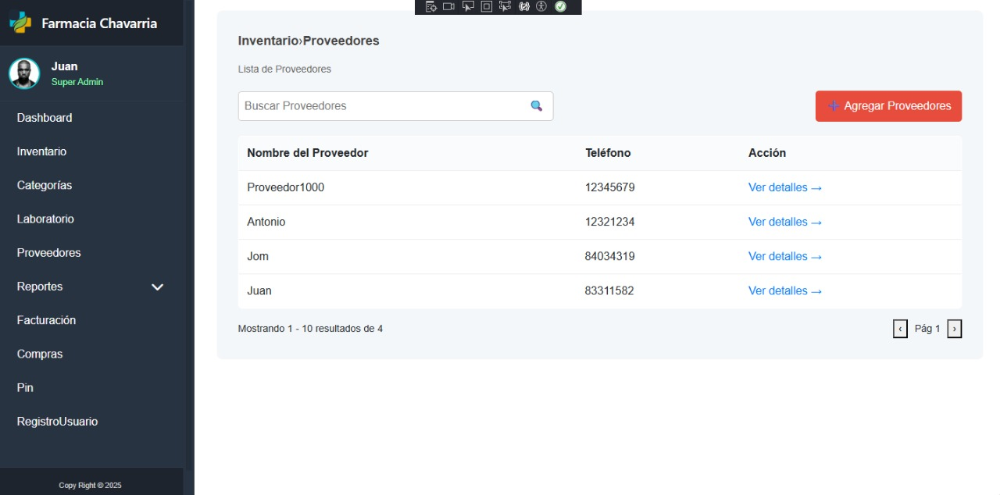 Farmacia Chavarria
Juan
Super Admin
Dashboard
Inventario
Categorías
Laboratorio
Proveedores
Reportes
Facturación
Compras
Pin
RegistroUsuario
Copy Right © 2025
Inventario›Proveedores
Lista de Proveedores
Buscar Proveedores
Agregar Proveedores
Nombre del Proveedor Teléfono Acción
Proveedor1000 12345679 Ver detalles →
Antonio 12321234 Ver detalles →
Jom 84034319 Ver detalles →
Juan 83311582 Ver detalles →
Mostrando 1 - 10 resultados de 4 ‹ Pág 1 ›